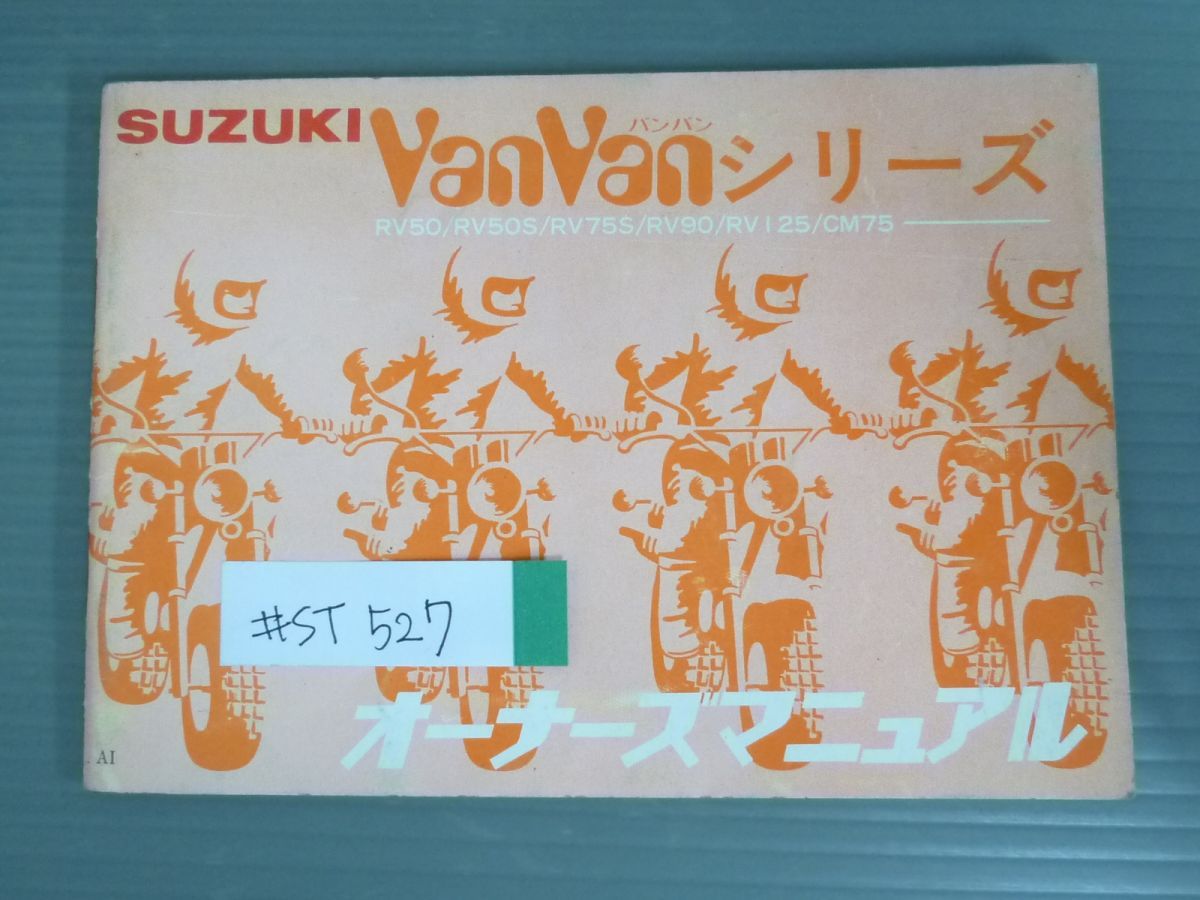 SUZUKI VanVanシリーズ
バンバン
RV50/RV50S/RV75S/RV90/RV125/CM75
#ST 527
オーナーズマニュアル
AI